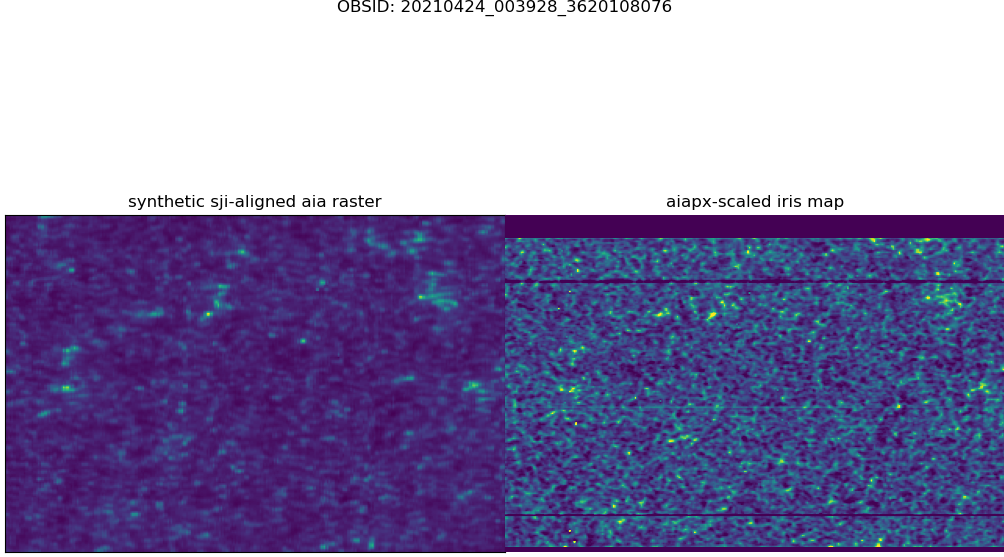 OBSID: 20210424_003928_3620108076
synthetic sji-aligned aia raster
aiapx-scaled iris map